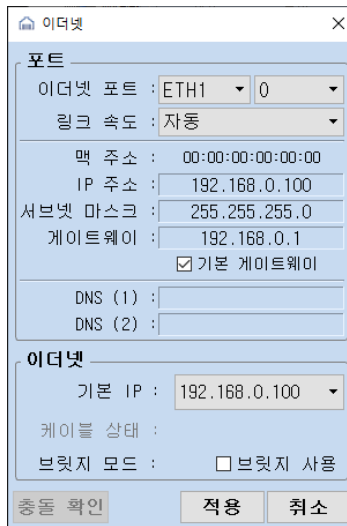 이더넷
포트
이더넷 포트 : ETH1 0
링크 속도 : 자동
맥 주소 : 00:00:00:00:00:00
IP 주소 : 192.168.0.100
서브넷 마스크 : 255.255.255.0
게이트웨이 : 192.168.0.1
기본 게이트웨이
DNS (1) :
DNS (2) :
이더넷
기본 IP : 192.168.0.100
케이블 상태 :
브릿지 모드 : 브릿지 사용
충돌 확인 적용 취소